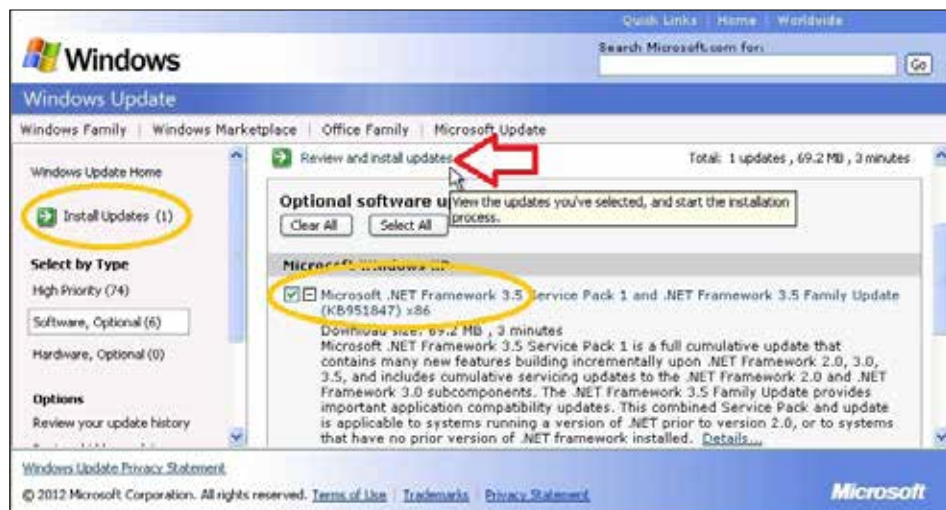 Quick Links | Home | Worldwide
Search Microsoft.com for:
Windows
Go
Windows Update
Windows Family | Windows Marketplace | Office Family | Microsoft Update
Windows Update Home
Install Updates (1)
Select by Type
High Priority (74)
Software, Optional (6)
Hardware, Optional (0)
Options
Review your update history
Review and install updates
Total: 1 updates , 69.2 MB , 3 minutes
Optional software u
View the updates you've selected, and start the installation
process.
Clear All Select All
Microsoft Windows XP
Microsoft .NET Framework 3.5 Service Pack 1 and .NET Framework 3.5 Family Update
(KB951847) x86
Download size: 69.2 MB , 3 minutes
Microsoft .NET Framework 3.5 Service Pack 1 is a full cumulative update that
contains many new features building incrementally upon .NET Framework 2.0, 3.0,
3.5, and includes cumulative servicing updates to the .NET Framework 2.0 and .NET
Framework 3.0 subcomponents. The .NET Framework 3.5 Family Update provides
important application compatibility updates. This combined Service Pack and update
is applicable to systems running a version of .NET prior to version 2.0, or to systems
that have no prior version of .NET framework installed. Details...
Windows Update Privacy Statement
© 2012 Microsoft Corporation. All rights reserved. Terms of Use | Trademarks | Privacy Statement
Microsoft